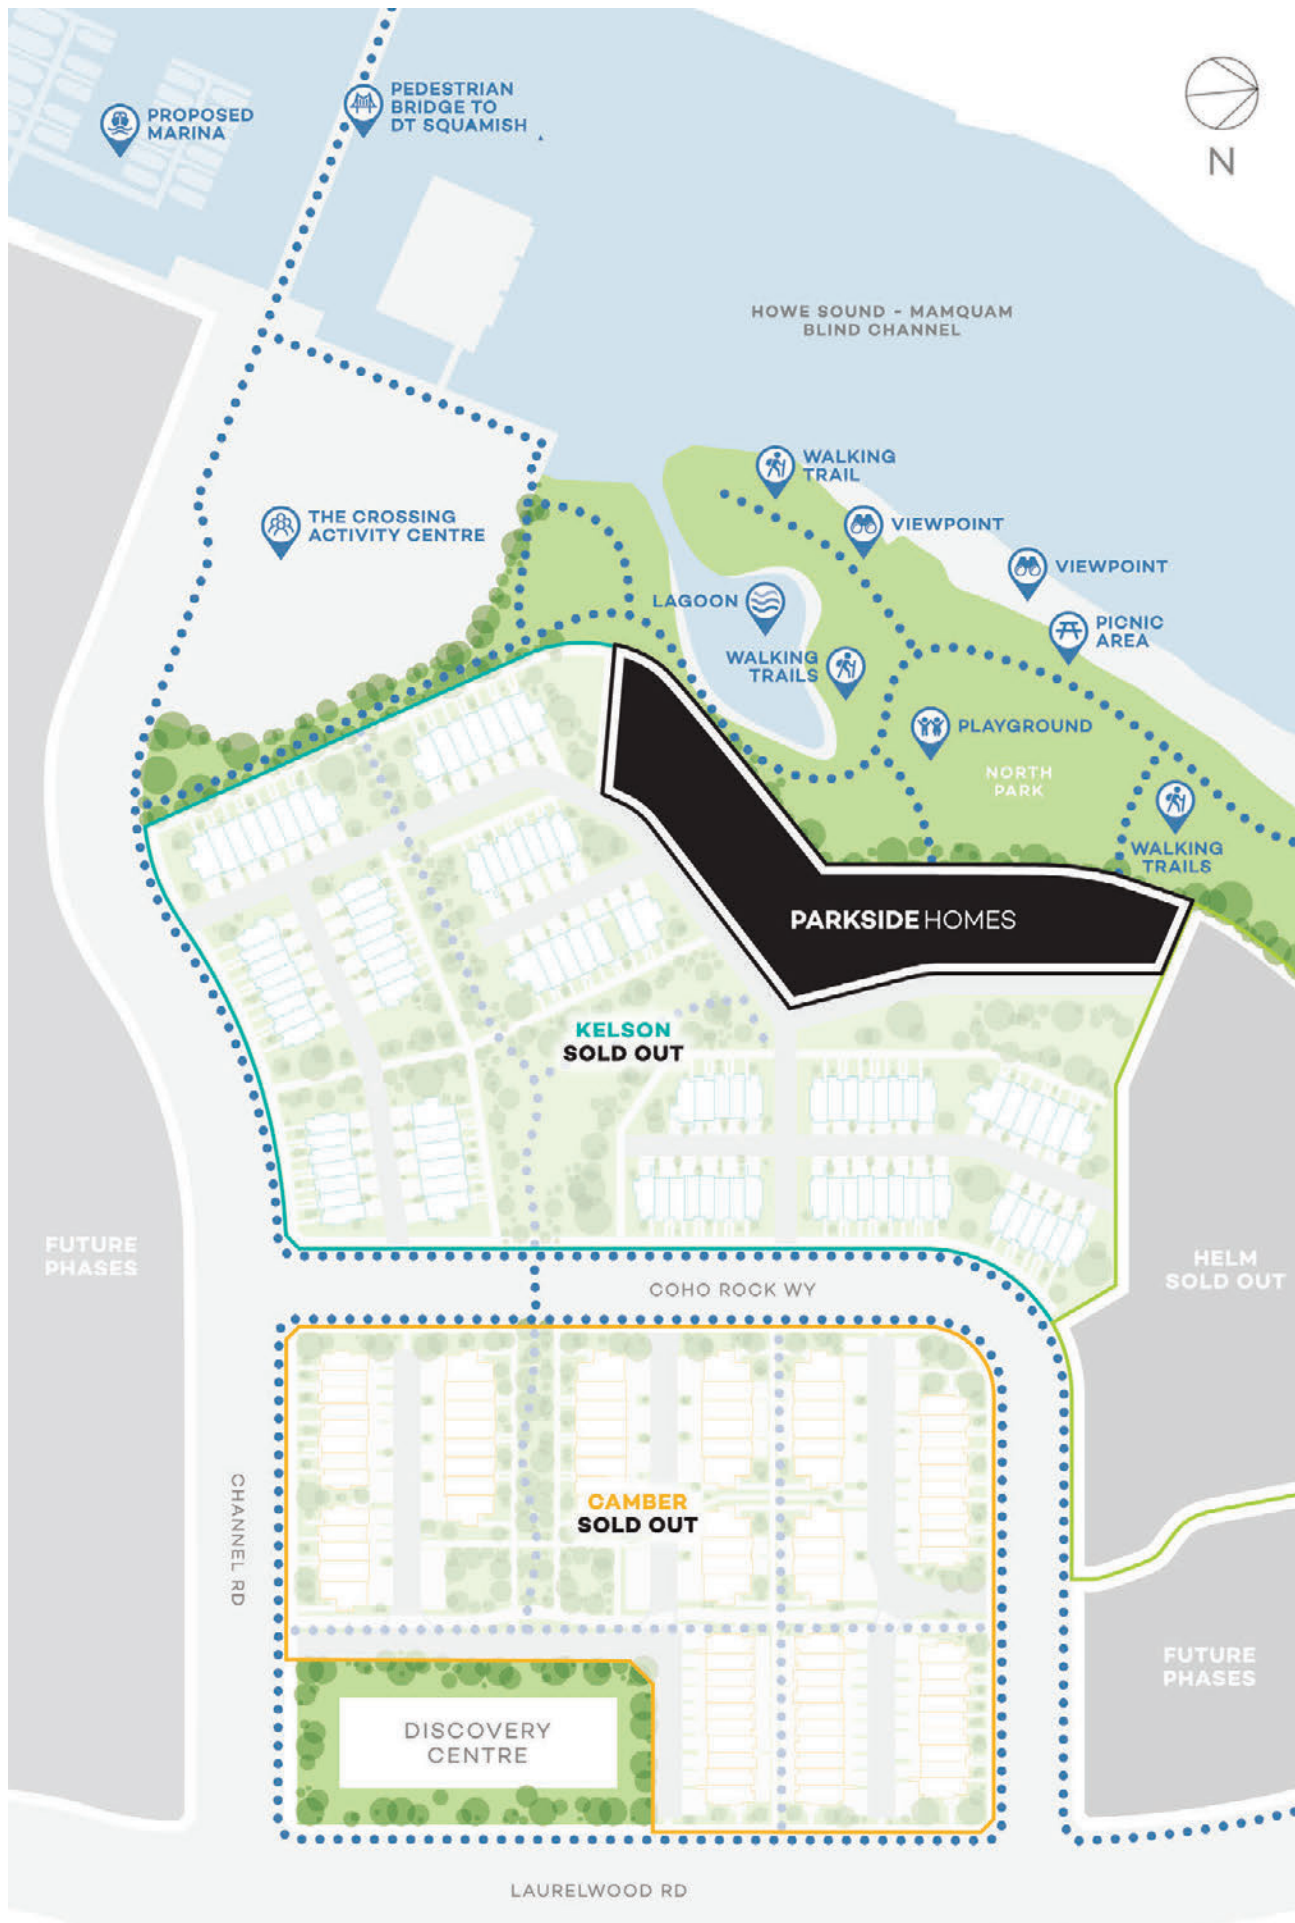 PROPOSED
MARINA
PEDESTRIAN
BRIDGE TO
DT SQUAMISH
N
HOWE SOUND - MAMQUAM
BLIND CHANNEL
WALKING
TRAIL
VIEWPOINT
THE CROSSING
ACTIVITY CENTRE
VIEWPOINT
LAGOON
PICNIC
AREA
WALKING
TRAILS
PLAYGROUND
NORTH
PARK
WALKING
TRAILS
PARKSIDE HOMES
KELSON
SOLD OUT
FUTURE
PHASES
HELM
SOLD OUT
COHO ROCK WY
CAMBER
SOLD OUT
CHANNEL RD
FUTURE
PHASES
DISCOVERY
CENTRE
LAURELWOOD RD